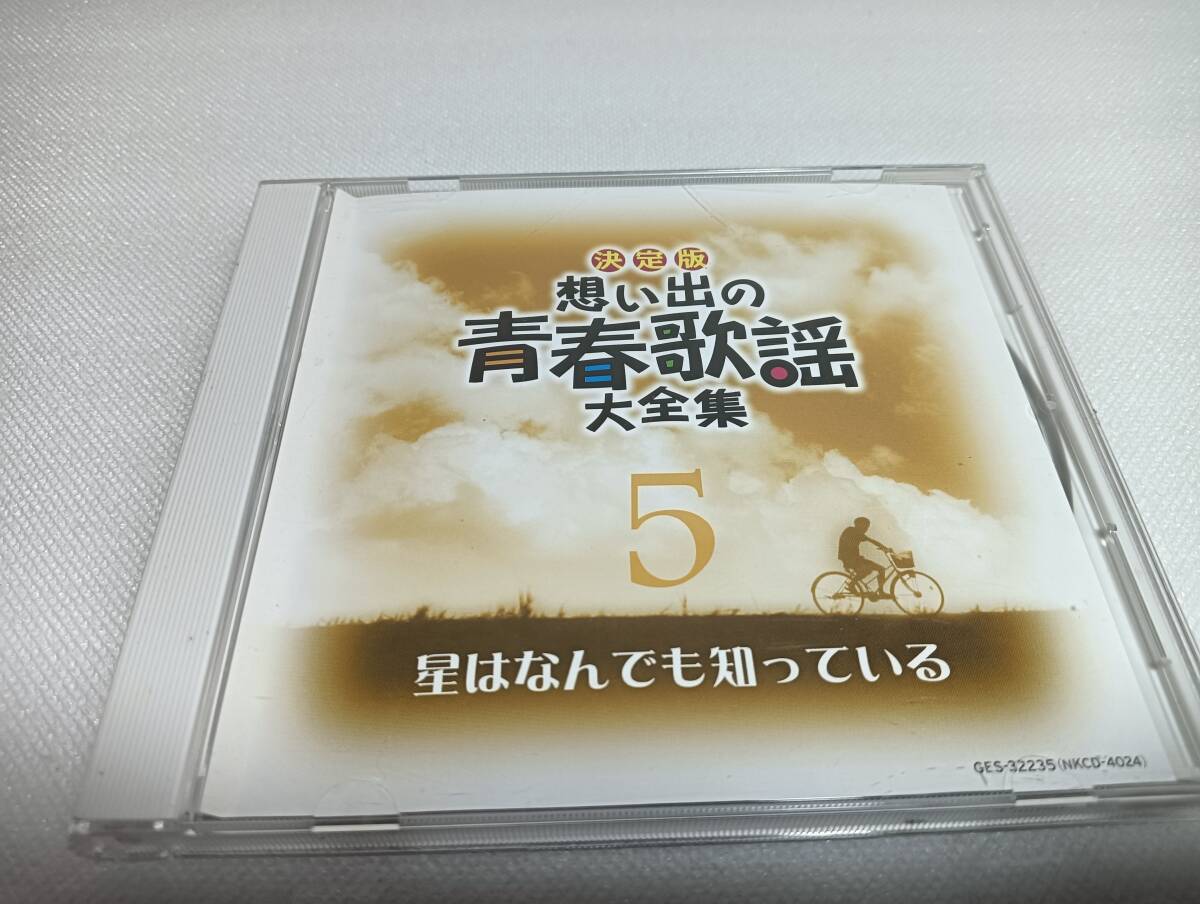 決定版
想い出の
青春歌謡
大全集
5
星はなんでも知っている
GES-32235(NKCD-4024)